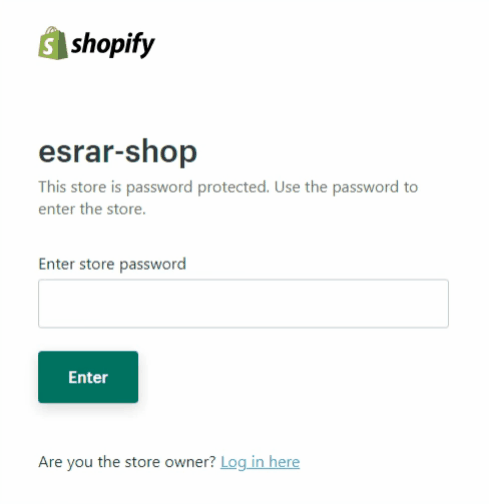 shopify
esrar-shop
This store is password protected. Use the password to
enter the store.
Enter store password
Enter
Are you the store owner? Log in here